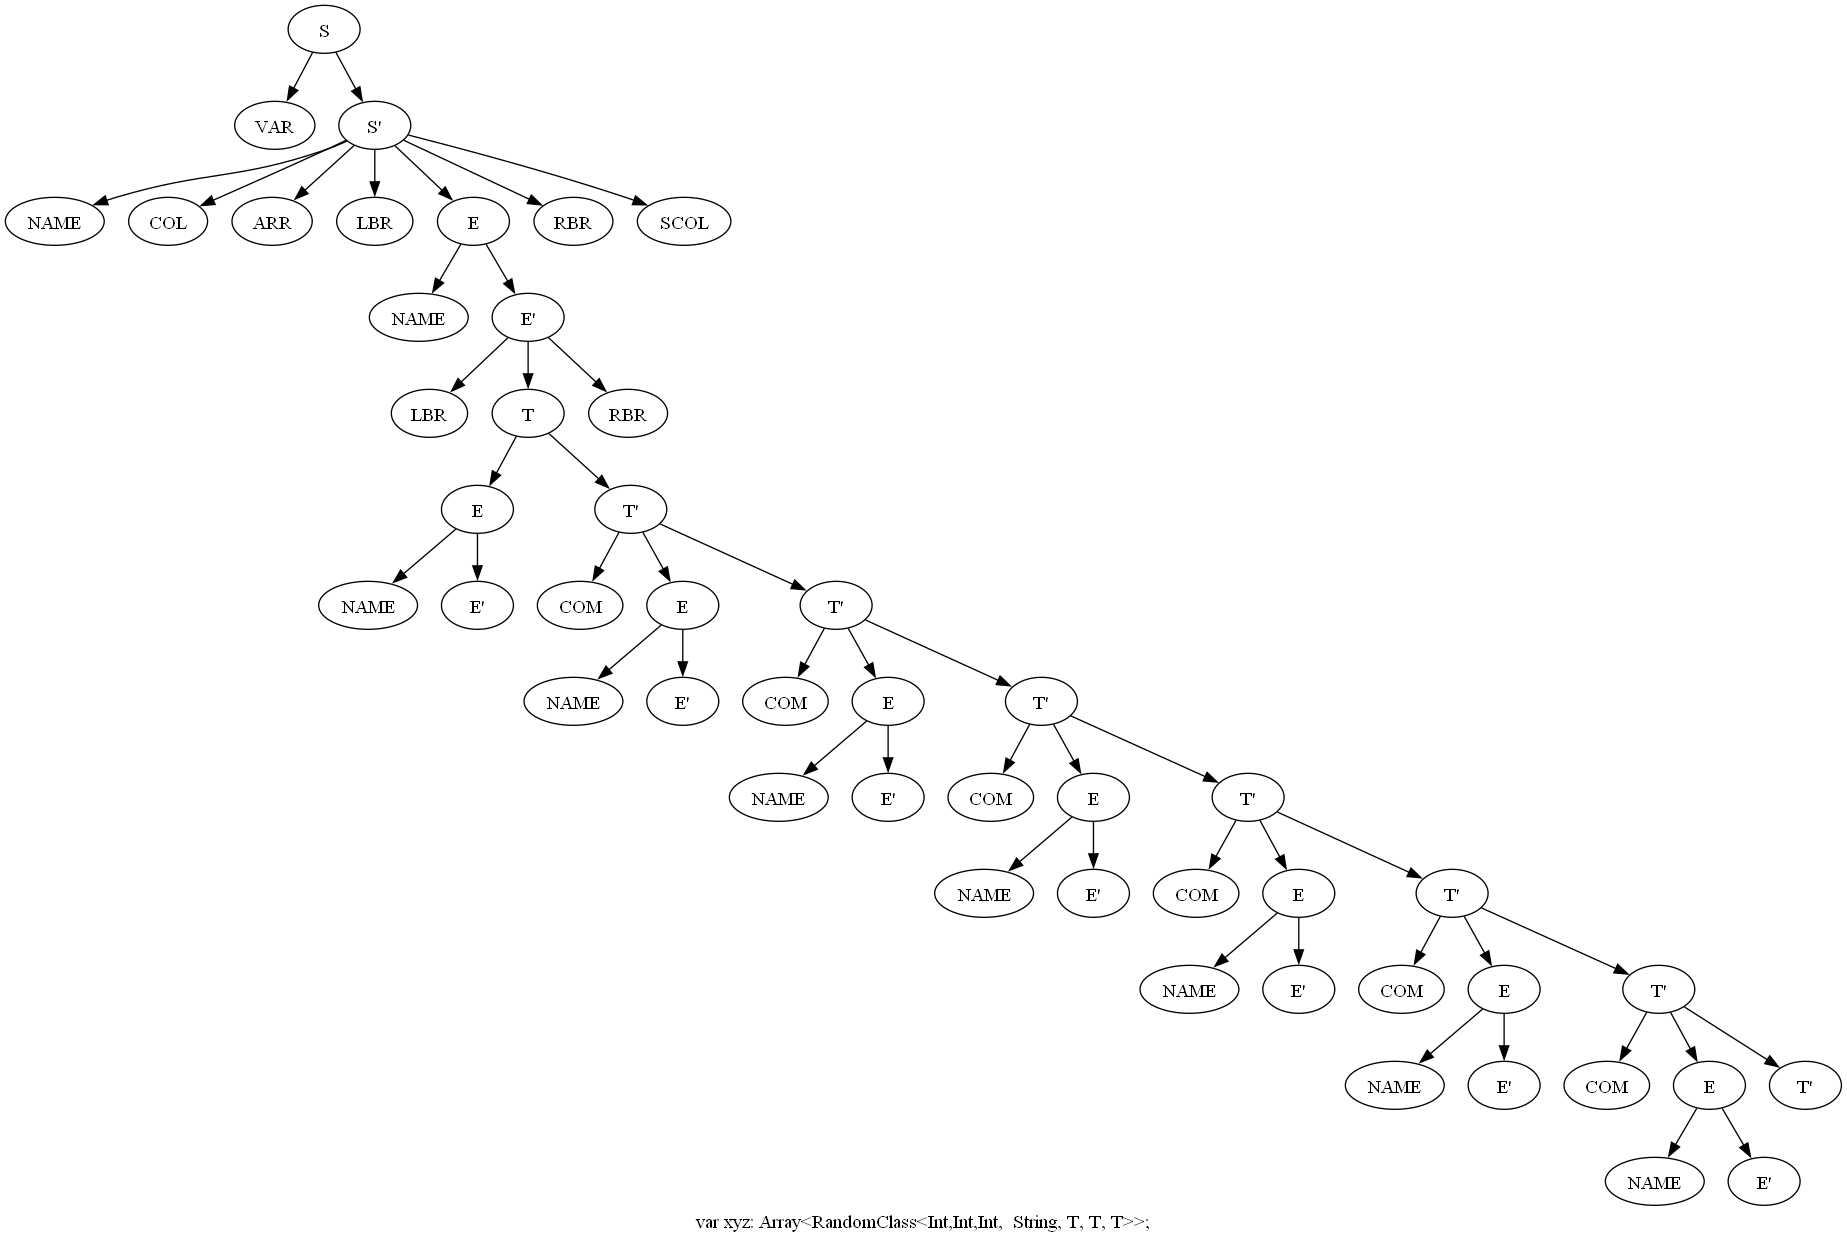 S
VAR S'
NAME COL ARR LBR E RBR SCOL
NAME E'
LBR T RBR
E T'
NAME E' COM E T'
NAME E' COM E T'
NAME E' COM E T'
NAME E' COM E T'
NAME E' COM E T'
NAME E' COM E T'
NAME E'
var xyz: Array<RandomClass<Int,Int,Int,  String, T, T, T>>;